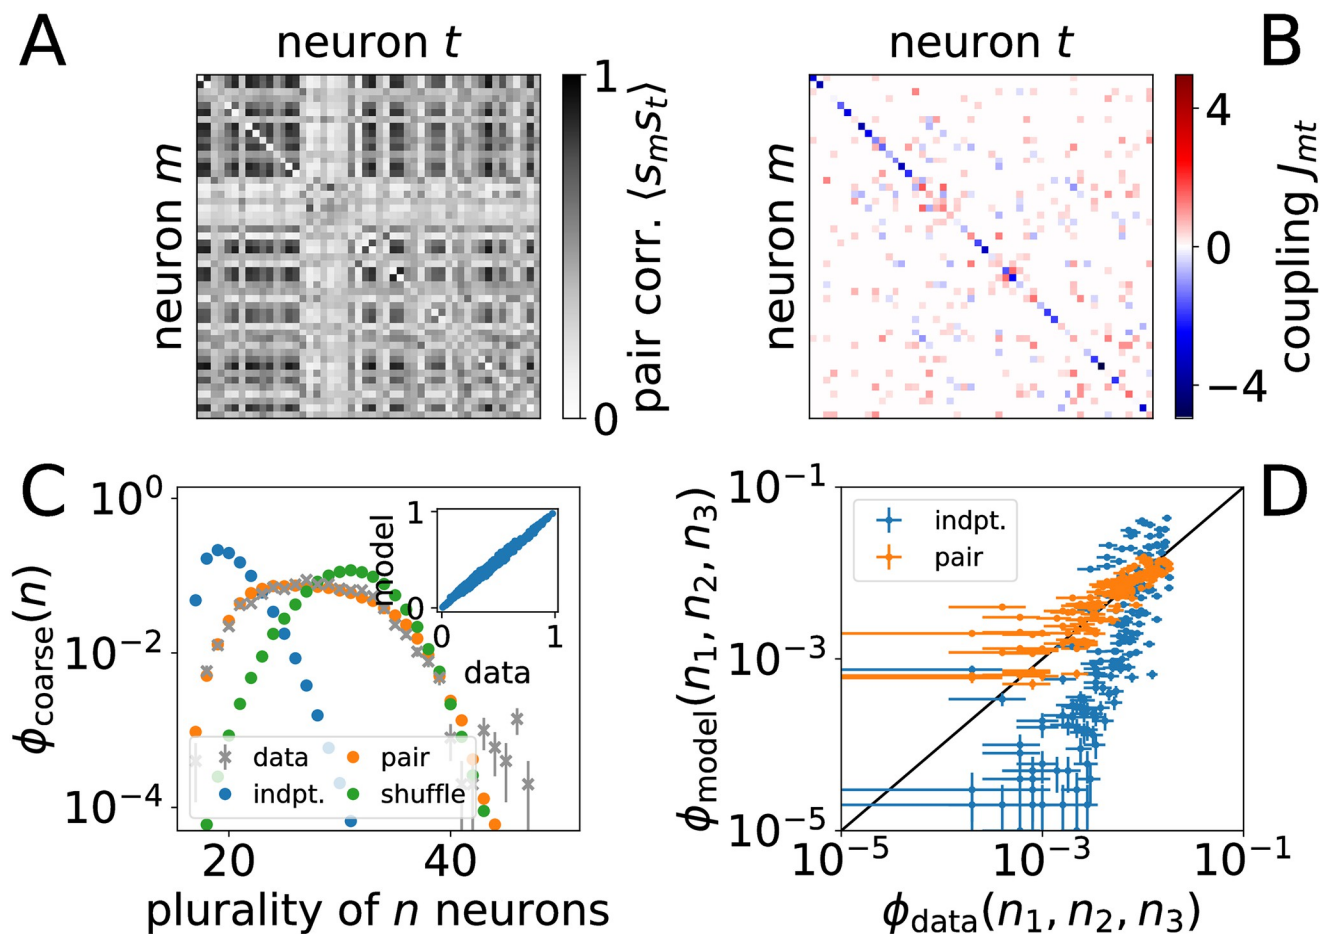 A
neuron t
neuron m
1
0
pair corr. ⟨s_m s_t⟩
neuron t
B
neuron m
4
0
−4
coupling J_mt
C
10^0
10^−2
10^−4
ϕ_coarse(n)
1
0
model
0 1
data
data pair
indpt. shuffle
20 40
plurality of n neurons
D
10^−1
10^−3
10^−5
ϕ_model(n_1, n_2, n_3)
indpt.
pair
10^−5 10^−3 10^−1
ϕ_data(n_1, n_2, n_3)